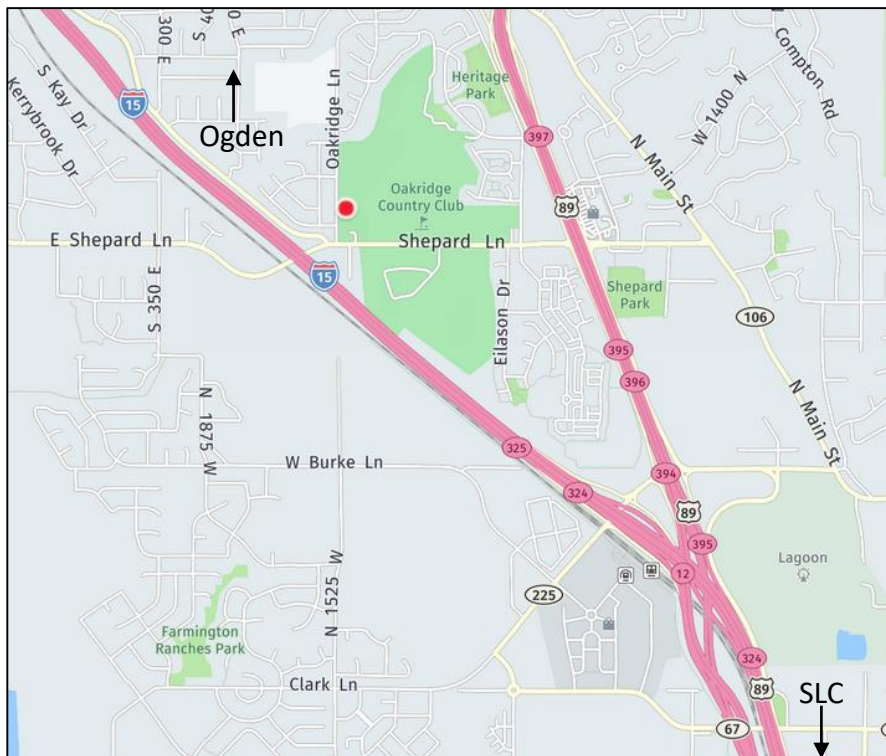 300 E
S 40
0 E
Compton Rd
S Kay Dr
Kerrybrook Dr
15
Ogden
Oakridge Ln
Heritage
Park
397
W 1400 N
N Main St
Oakridge
Country Club
89
E Shepard Ln
Shepard Ln
15
S 350 E
Eilason Dr
Shepard
Park
106
395
396
N Main St
N 1875 W
325
W Burke Ln
324
394
89
395
Lagoon
12
N 1525 W
225
Farmington
Ranches Park
324
Clark Ln
89
SLC
67